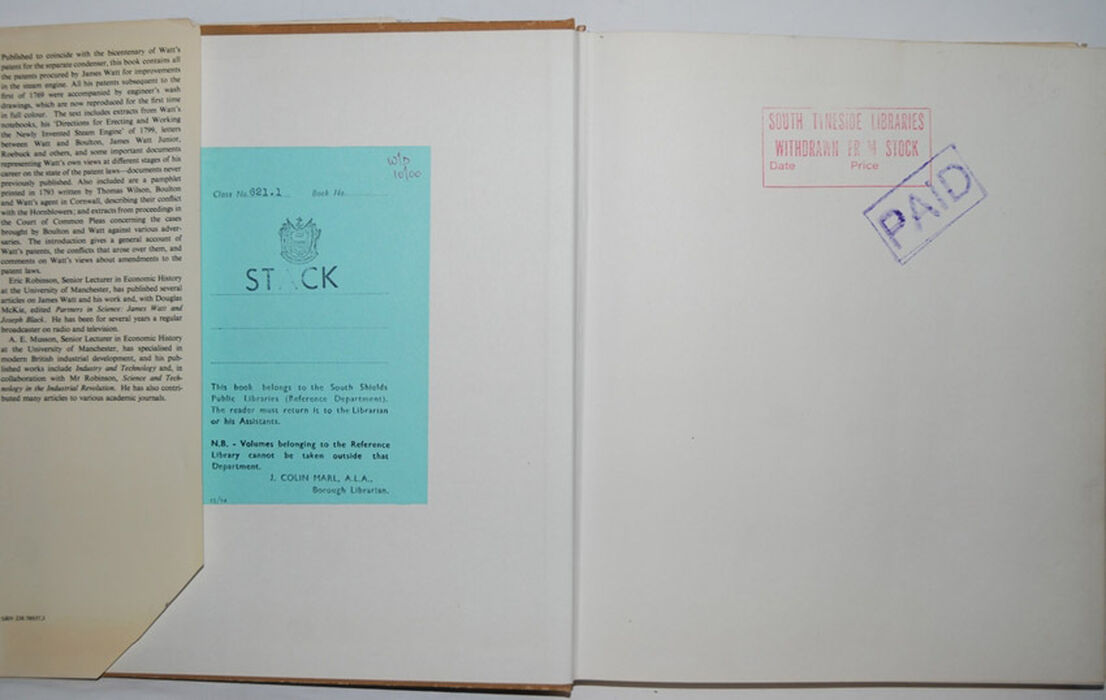 Published to coincide with the bicentenary of Watt's
patent for the separate condenser, this book contains all
the patents procured by James Watt for improvements
in the steam engine. All his patents subsequent to the
first of 1769 were accompanied by engineer's wash
drawings, which are now reproduced for the first time
in full colour. The text includes extracts from Watt's
notebooks, his 'Directions for Erecting and Working
the Newly Invented Steam Engine' of 1799, letters
between Watt and Boulton, James Watt Junior,
Roebuck and others, and some important documents
representing Watt's own views at different stages of his
career on the state of the patent laws—documents never
previously published. Also included are a pamphlet
printed in 1793 written by Thomas Wilson, Boulton
and Watt's agent in Cornwall, describing their conflict
with the Hornblowers; and extracts from proceedings in
the Court of Common Pleas concerning the cases
brought by Boulton and Watt against various adver-
saries. The introduction gives a general account of
Watt's patents, the conflicts that arose over them, and
comments on Watt's views about amendments to the
patent laws.
Eric Robinson, Senior Lecturer in Economic History
at the University of Manchester, has published several
articles on James Watt and his work and, with Douglas
McKie, edited Partners in Science: James Watt and
Joseph Black. He has been for several years a regular
broadcaster on radio and television.
A. E. Musson, Senior Lecturer in Economic History
at the University of Manchester, has specialised in
modern British industrial development, and his pub-
lished works include Industry and Technology and, in
collaboration with Mr Robinson, Science and Tech-
nology in the Industrial Revolution. He has also contri-
buted many articles to various academic journals.
W/D
10/00
Class No. 621.1 Book No.
ST CK
This book belongs to the South Shields
Public Libraries (Reference Department).
The reader must return it to the Librarian
or his Assistants.
N.B. - Volumes belonging to the Reference
Library cannot be taken outside that
Department.
J. COLIN MARL, A.L.A.,
Borough Librarian.
SOUTH TYNESIDE LIBRARIES
WITHDRAWN FR M STOCK
Date Price
PAID